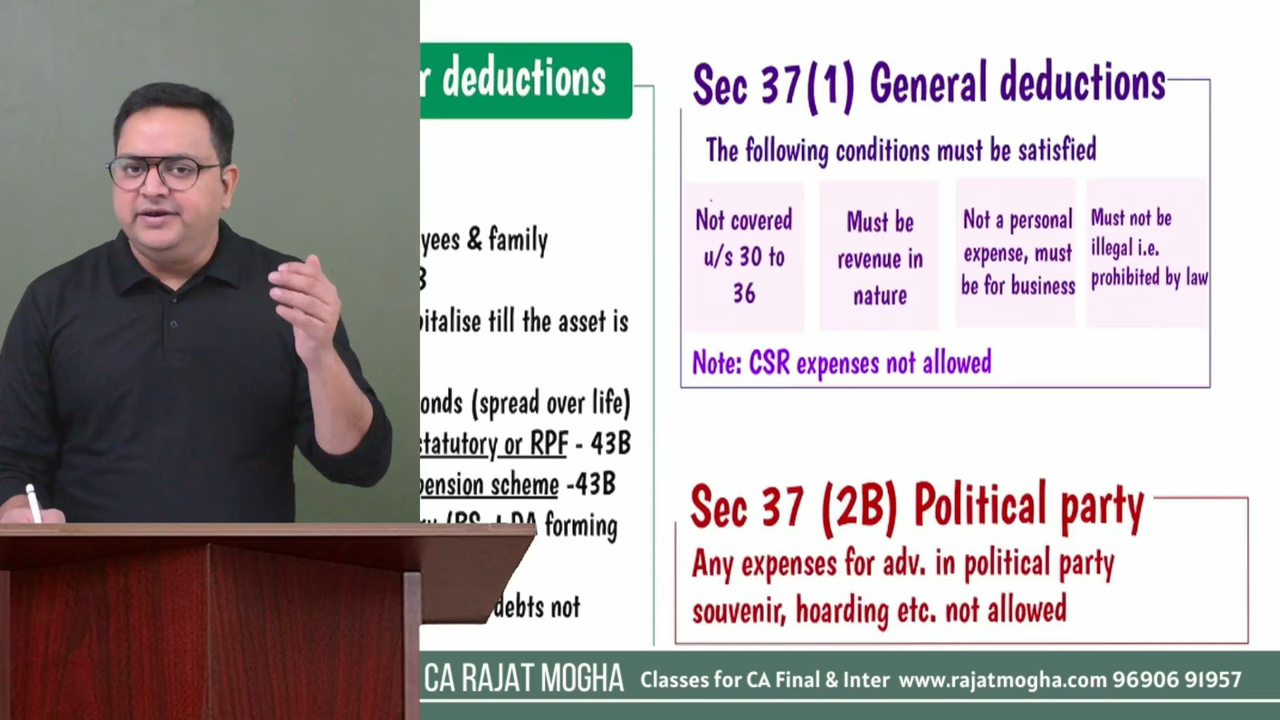 r deductions
yees & family
3
pitalise till the asset is
onds (spread over life)
statutory or RPF - 43B
pension scheme -43B
forming
debts not
Sec 37(1) General deductions
The following conditions must be satisfied
Not covered
u/s 30 to
36
Must be
revenue in
nature
Not a personal
expense, must
be for business
Must not be
illegal i.e.
prohibited by law
Note: CSR expenses not allowed
Sec 37 (2B) Political party
Any expenses for adv. in political party
souvenir, hoarding etc. not allowed
CA RAJAT MOGHA Classes for CA Final & Inter www.rajatmogha.com 96906 91957